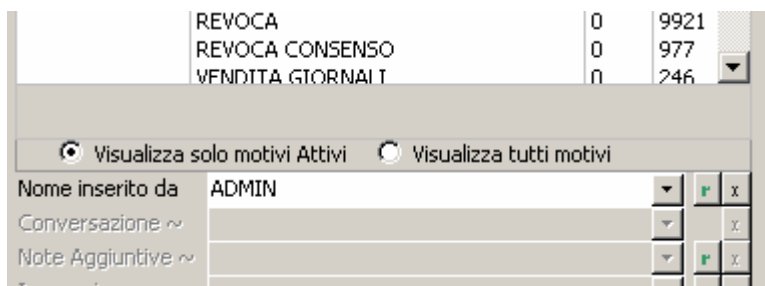 REVOCA 0 9921
REVOCA CONSENSO 0 977
VENDITA GIORNALI 0 246
Visualizza solo motivi Attivi Visualizza tutti motivi
Nome inserito da ADMIN r x
Conversazione ~ x
Note Aggiuntive ~ r x